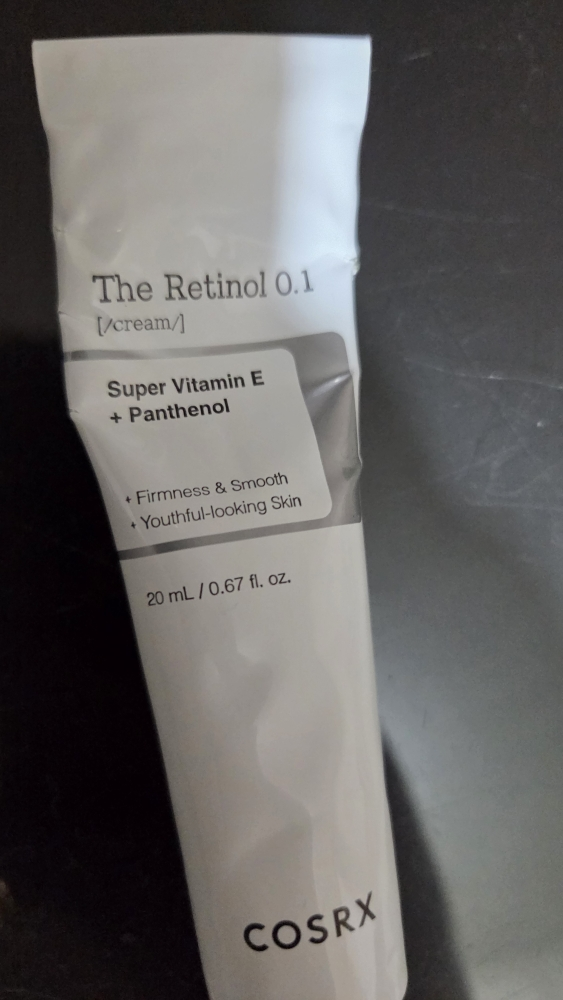 The Retinol 0.1
[/cream/]
Super Vitamin E
+ Panthenol
+ Firmness & Smooth
+ Youthful-looking Skin
20 mL / 0.67 fl. oz.
COSRX